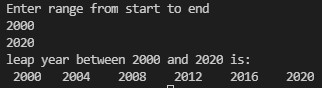 Enter range from start to end
2000
2020
leap year between 2000 and 2020 is:
2000 2004 2008 2012 2016 2020